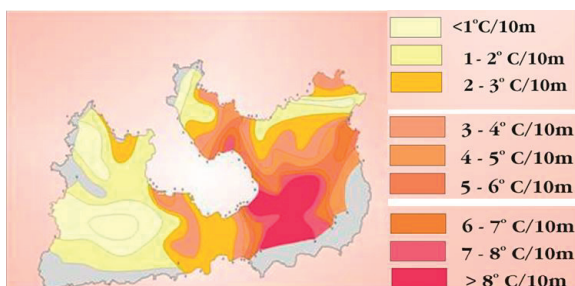 <1°C/10m
1 - 2° C/10m
2 - 3° C/10m
3 - 4° C/10m
4 - 5° C/10m
5 - 6° C/10m
6 - 7° C/10m
7 - 8° C/10m
> 8° C/10m